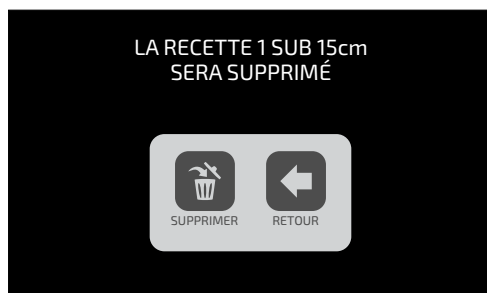 LA RECETTE 1 SUB 15cm
SERA SUPPRIMÉ
SUPPRIMER RETOUR